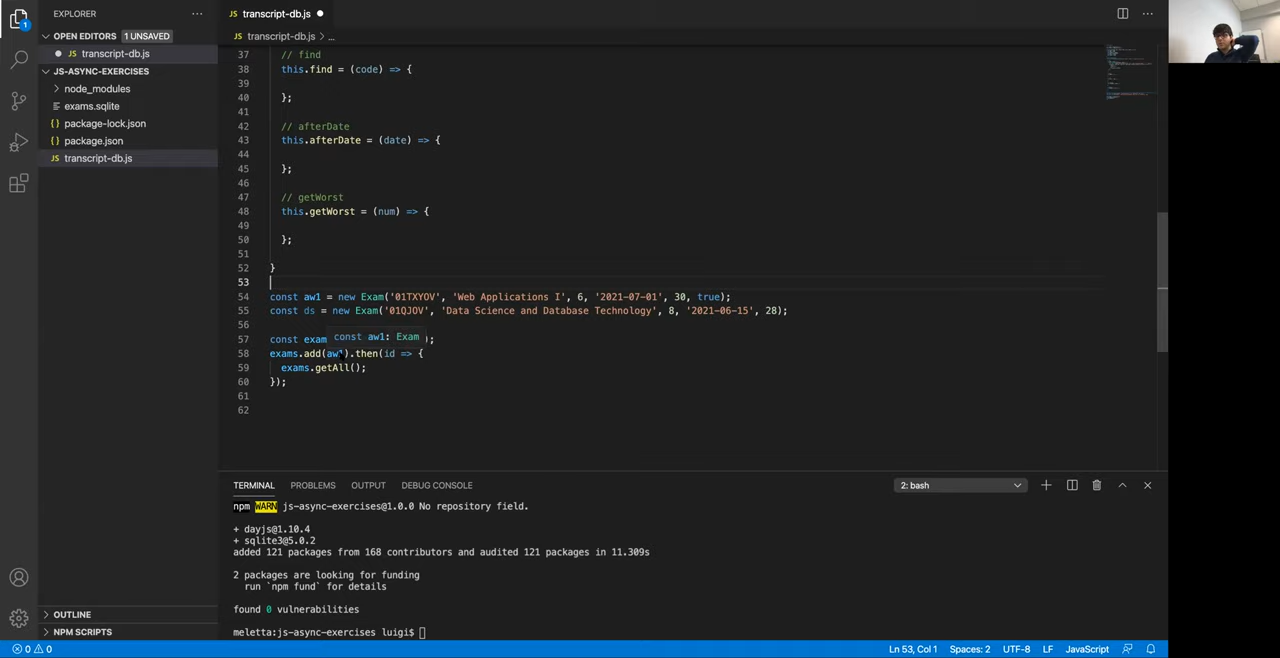 EXPLORER
···
JS transcript-db.js ●
1
OPEN EDITORS 1 UNSAVED
JS transcript-db.js
JS transcript-db.js > ...
JS-ASYNC-EXERCISES
node_modules
exams.sqlite
{} package-lock.json
{} package.json
JS transcript-db.js
37 // find
38 this.find = (code) => {
39
40 };
41
42 // afterDate
43 this.afterDate = (date) => {
44
45 };
46
47 // getWorst
48 this.getWorst = (num) => {
49
50 };
51
52 }
53
54 const aw1 = new Exam('01TXYOV', 'Web Applications I', 6, '2021-07-01', 30, true);
55 const ds = new Exam('01QJOV', 'Data Science and Database Technology', 8, '2021-06-15', 28);
56
const aw1: Exam
57 const exam );
58 exams.add(aw1).then(id => {
59 exams.getAll();
60 });
61
62
TERMINAL PROBLEMS OUTPUT DEBUG CONSOLE
2: bash
npm WARN js-async-exercises@1.0.0 No repository field.
+ dayjs@1.10.4
+ sqlite3@5.0.2
added 121 packages from 168 contributors and audited 121 packages in 11.309s
2 packages are looking for funding
run `npm fund` for details
found 0 vulnerabilities
meletta:js-async-exercises luigi$
OUTLINE
NPM SCRIPTS
0 0
Ln 53, Col 1 Spaces: 2 UTF-8 LF JavaScript